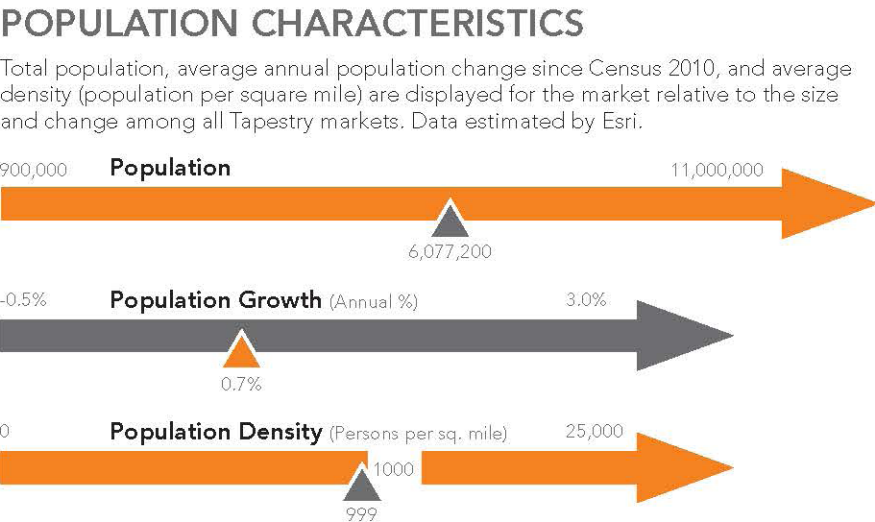 POPULATION CHARACTERISTICS
Total population, average annual population change since Census 2010, and average
density (population per square mile) are displayed for the market relative to the size
and change among all Tapestry markets. Data estimated by Esri.
900,000 Population 11,000,000
6,077,200
-0.5% Population Growth (Annual %) 3.0%
0.7%
0 Population Density (Persons per sq. mile) 25,000
1000
999